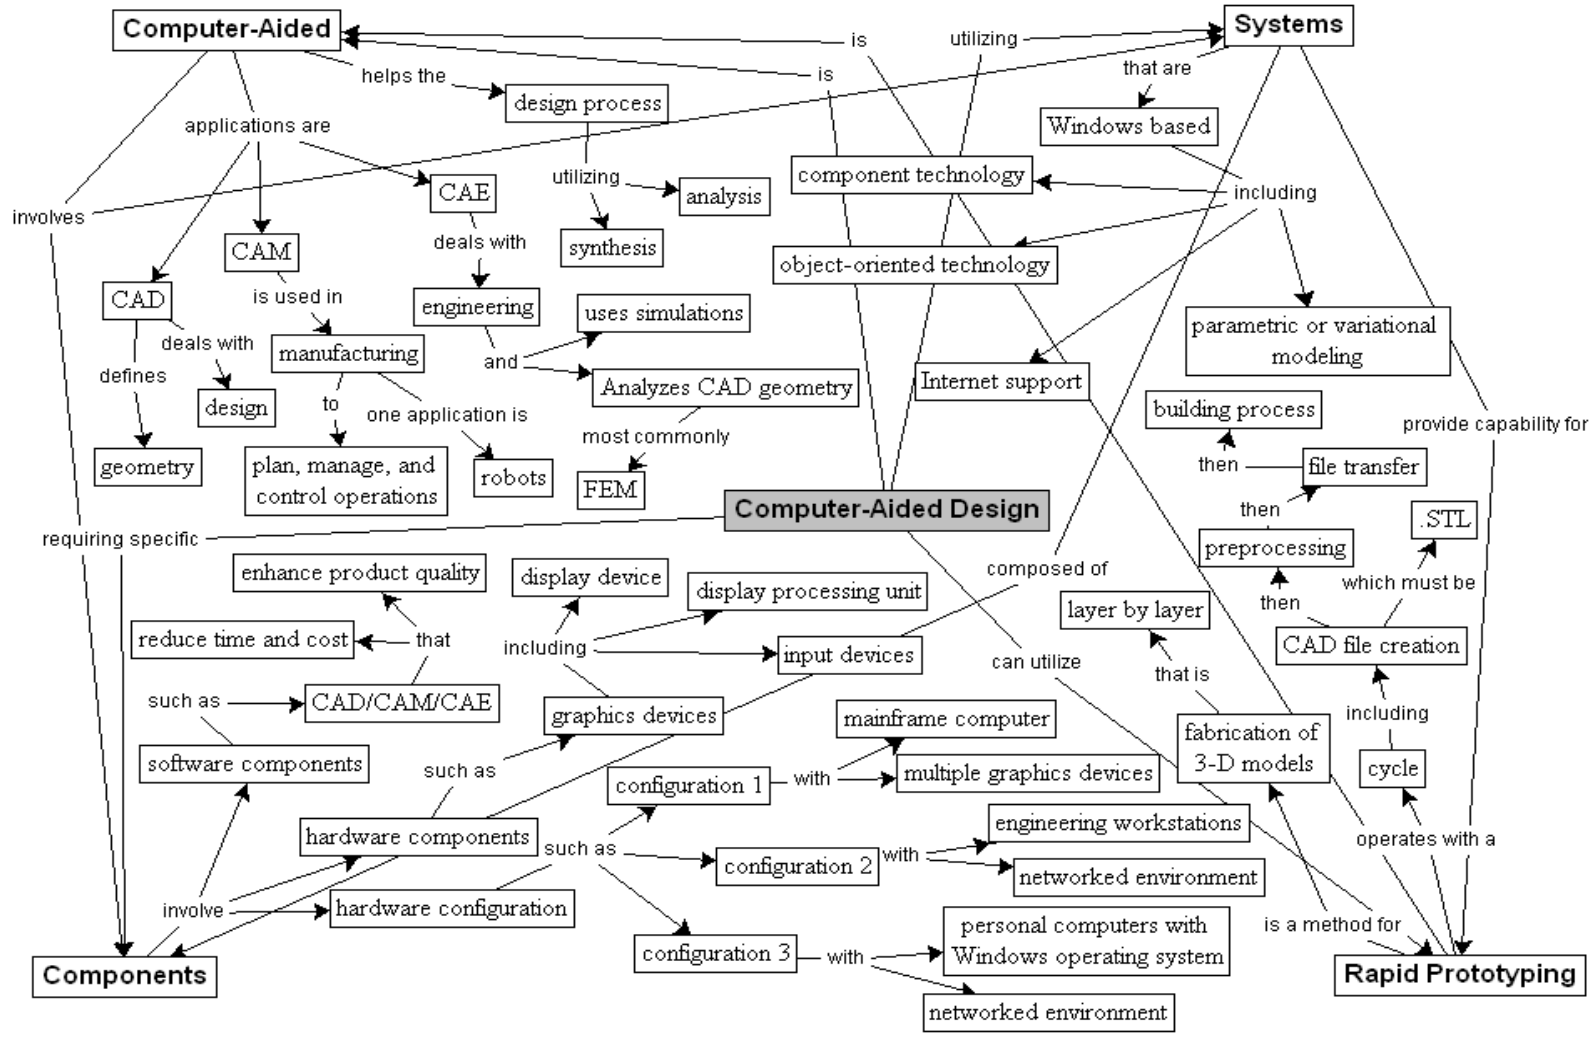 Computer-Aided
Systems
is
utilizing
helps the
is
that are
design process
Windows based
applications are
component technology
utilizing
CAE
analysis
including
involves
deals with
synthesis
CAM
object-oriented technology
CAD
is used in
engineering
uses simulations
deals with
manufacturing
and
parametric or variational
modeling
defines
Analyzes CAD geometry
Internet support
design
to
one application is
building process
most commonly
provide capability for
geometry
plan, manage, and
control operations
robots
FEM
then
file transfer
Computer-Aided Design
then
.STL
requiring specific
preprocessing
enhance product quality
display device
display processing unit
composed of
which must be
then
layer by layer
reduce time and cost
that
including
input devices
can utilize
CAD file creation
that is
such as
CAD/CAM/CAE
graphics devices
mainframe computer
including
fabrication of
3-D models
software components
such as
configuration 1
with
multiple graphics devices
cycle
hardware components
such as
engineering workstations
operates with a
configuration 2
with
networked environment
involve
hardware configuration
personal computers with
Windows operating system
is a method for
configuration 3
with
Components
Rapid Prototyping
networked environment